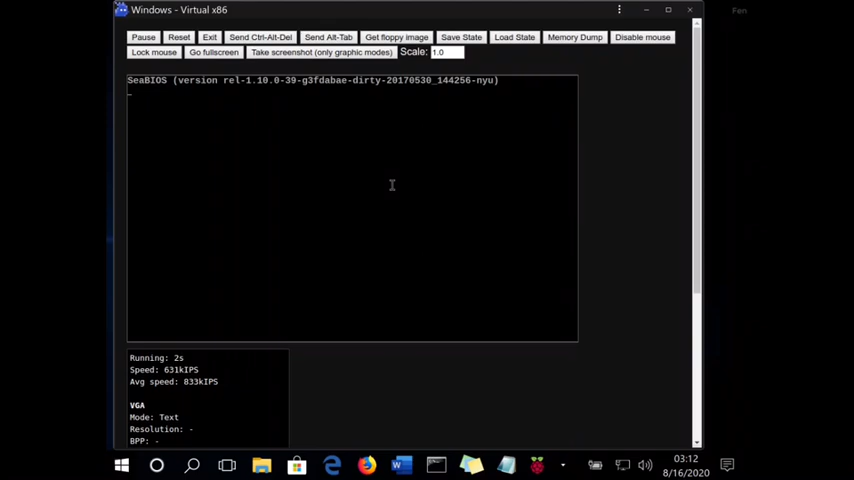 Windows - Virtual x86
Fen
Pause Reset Exit Send Ctrl-Alt-Del Send Alt-Tab Get floppy image Save State Load State Memory Dump Disable mouse
Lock mouse Go fullscreen Take screenshot (only graphic modes) Scale: 1.0
SeaBIOS (version rel-1.10.0-39-g3fdabae-dirty-20170530_144256-nyu)
Running: 2s
Speed: 631kIPS
Avg speed: 833kIPS
VGA
Mode: Text
Resolution: -
BPP: -
03:12
8/16/2020